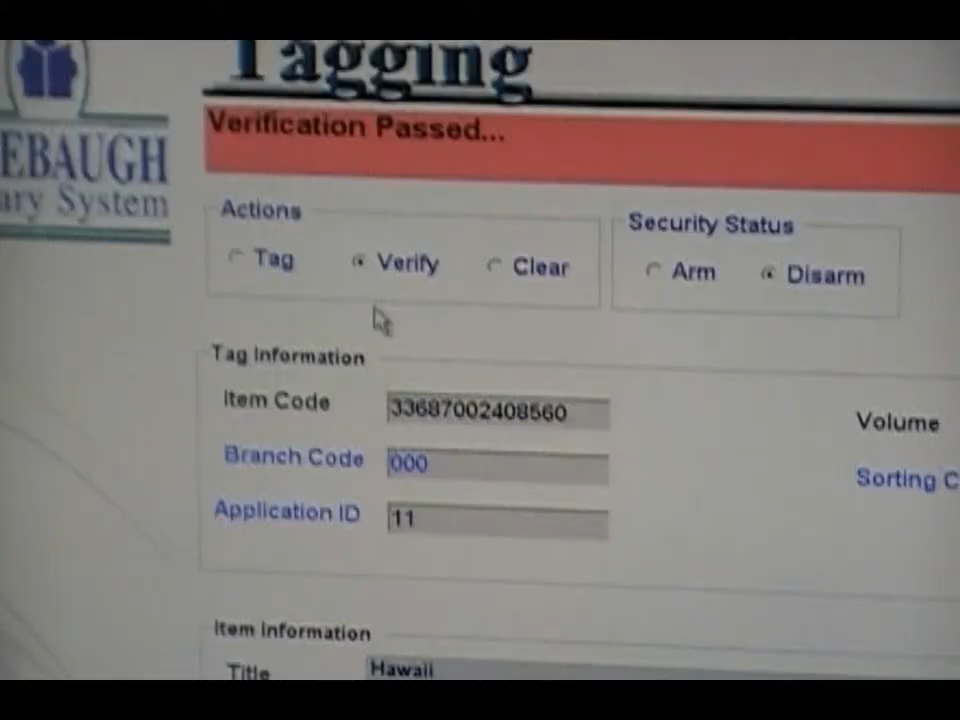 Tagging
EBAUGH
ary System
Verification Passed...
Actions
Tag Verify Clear
Security Status
Arm Disarm
Tag Information
Item Code 33687002408560
Volume
Branch Code 000
Sorting C
Application ID 11
Item Information
Title Hawaii